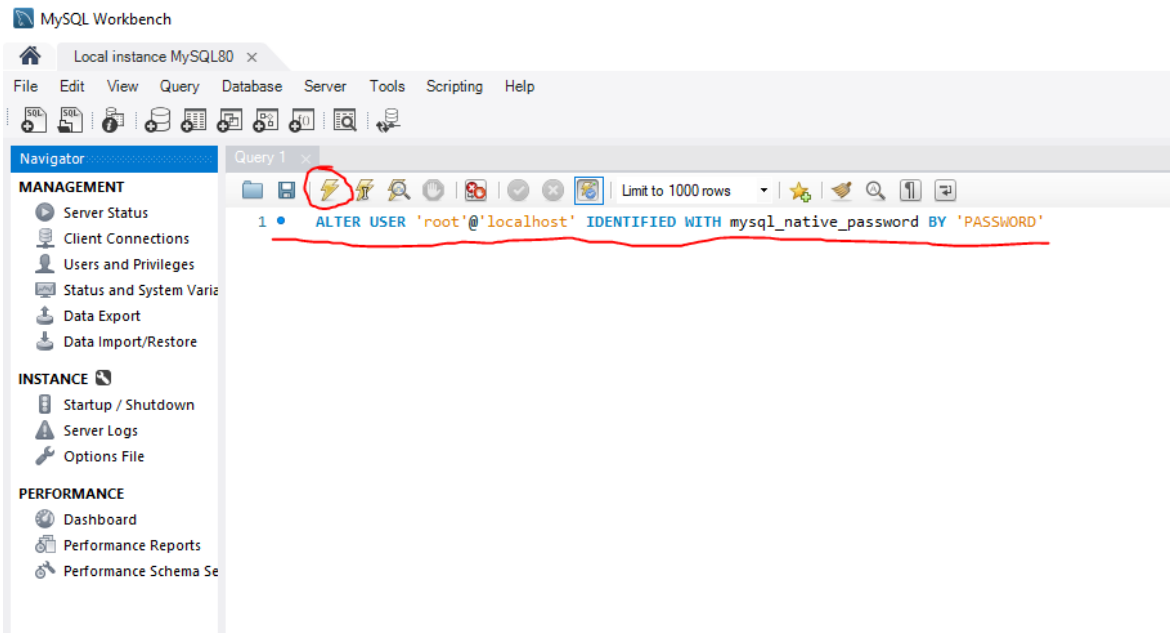 MySQL Workbench
Local instance MySQL80
File Edit View Query Database Server Tools Scripting Help
Navigator
Query 1
MANAGEMENT
Limit to 1000 rows
Server Status
1 ALTER USER 'root'@'localhost' IDENTIFIED WITH mysql_native_password BY 'PASSWORD'
Client Connections
Users and Privileges
Status and System Varia
Data Export
Data Import/Restore
INSTANCE
Startup / Shutdown
Server Logs
Options File
PERFORMANCE
Dashboard
Performance Reports
Performance Schema Se